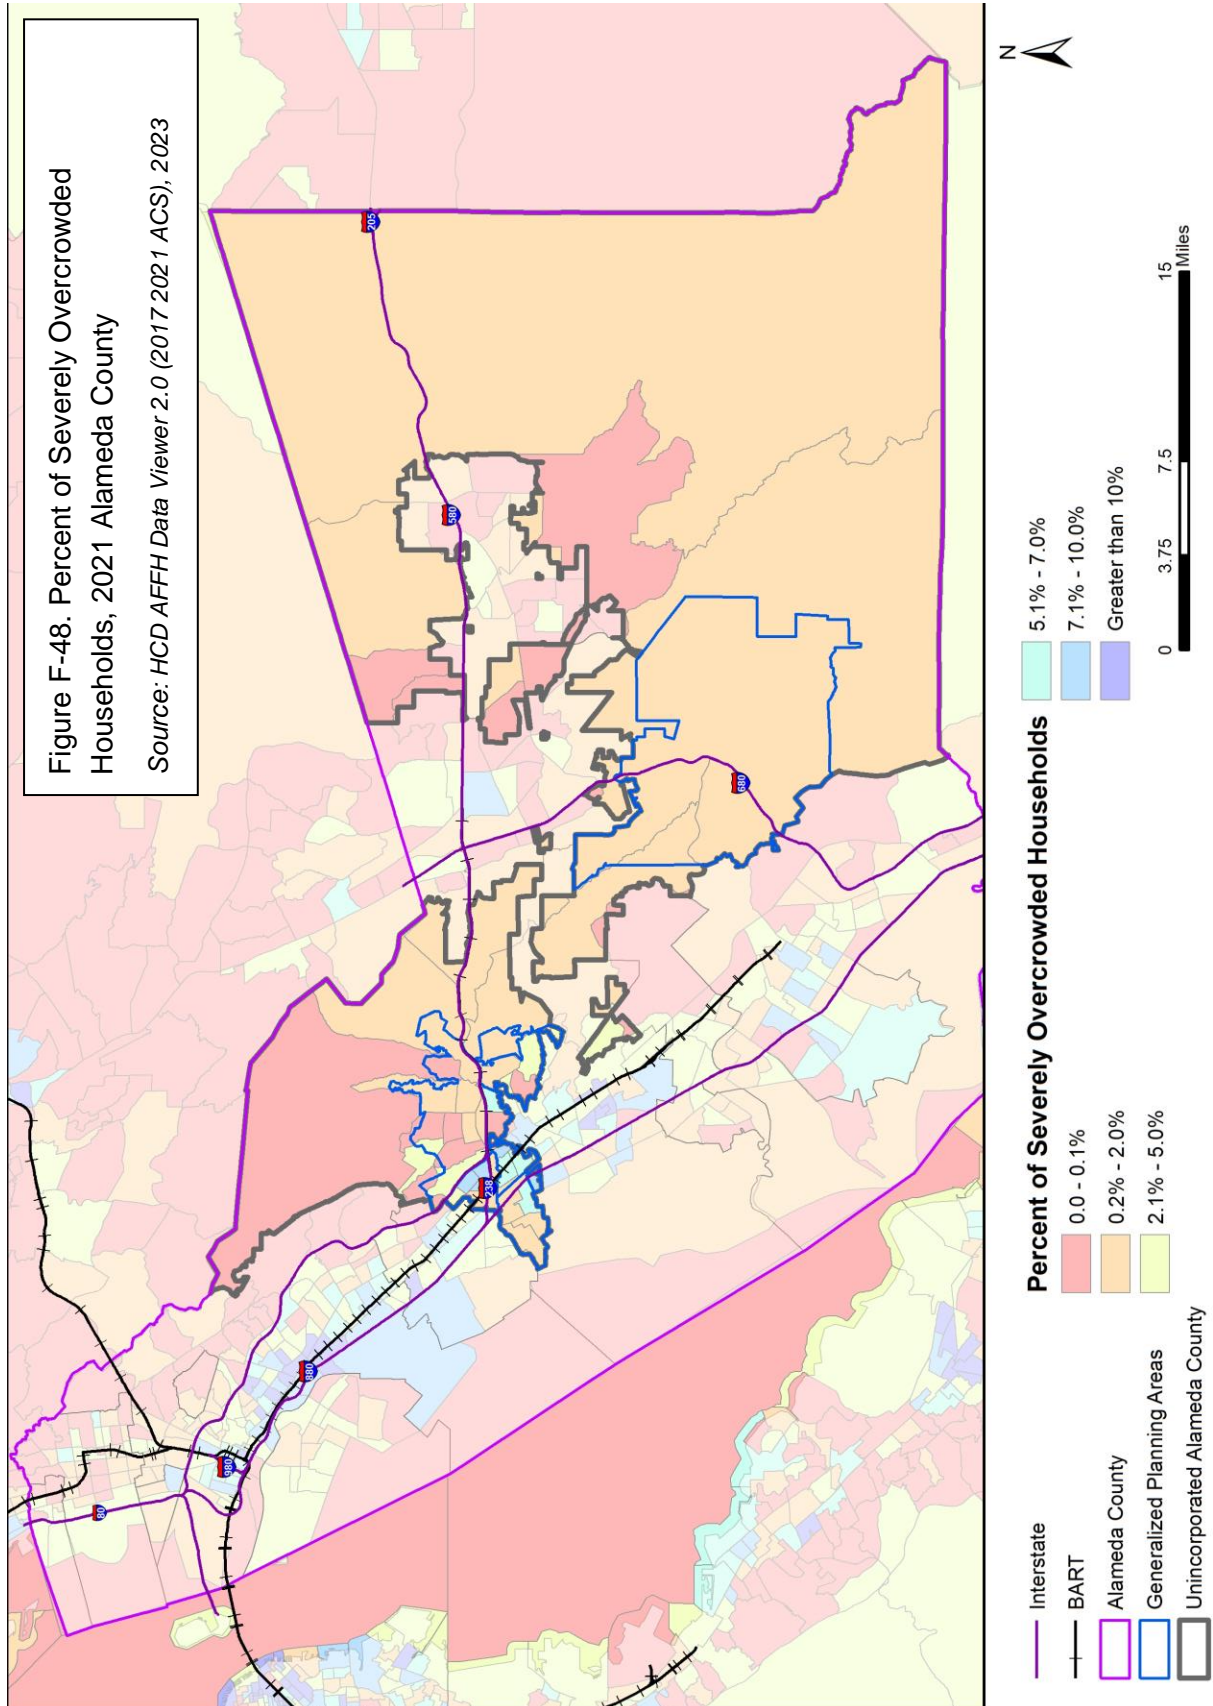 Figure F-48. Percent of Severely Overcrowded
Households, 2021 Alameda County
Source: HCD AFFH Data Viewer 2.0 (2017 2021 ACS), 2023
80
980
880
238
580
680
205
N
Interstate
BART
Alameda County
Generalized Planning Areas
Unincorporated Alameda County
Percent of Severely Overcrowded Households
0.0 - 0.1%
0.2% - 2.0%
2.1% - 5.0%
5.1% - 7.0%
7.1% - 10.0%
Greater than 10%
0 3.75 7.5 15
Miles